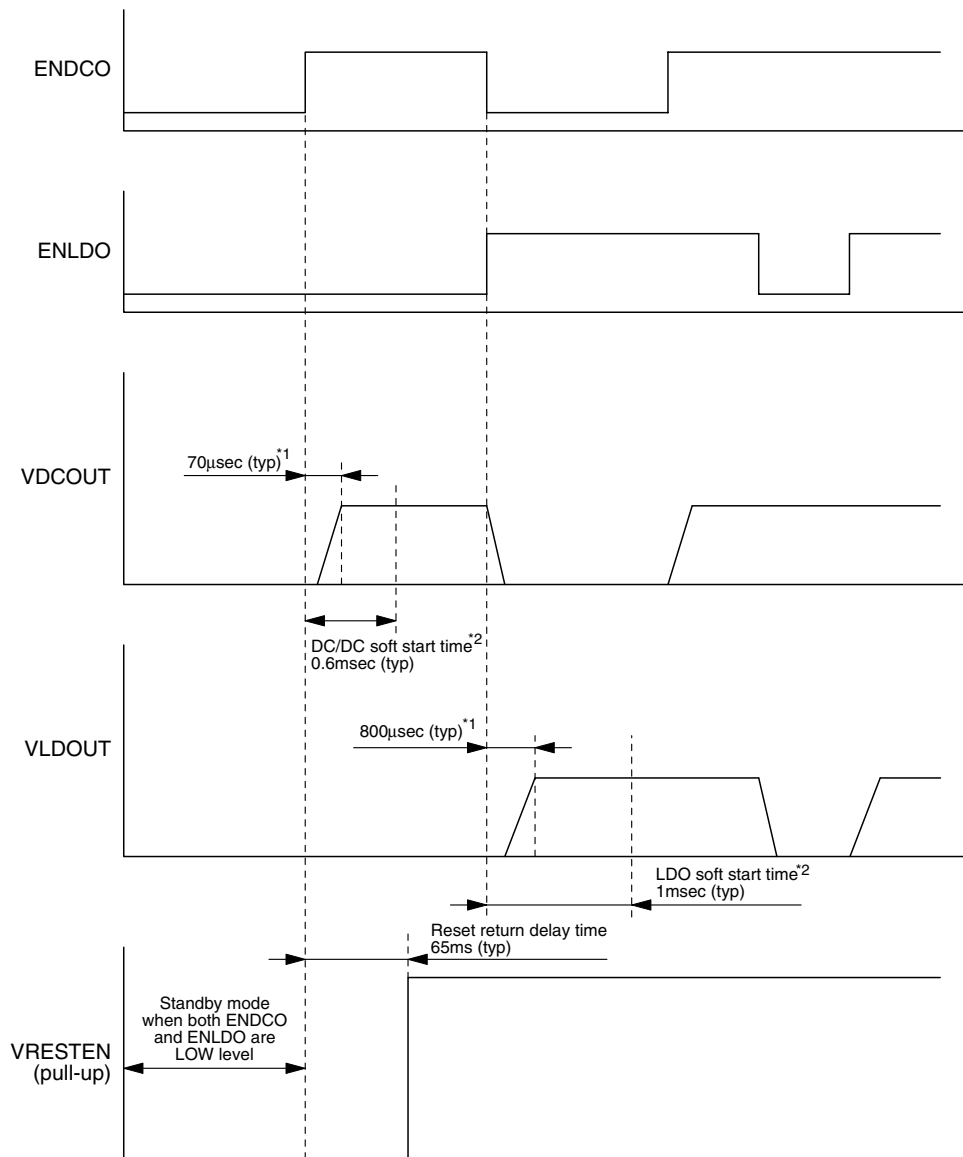 ENDCO
ENLDO
VDCOUT
70μsec (typ)*1
DC/DC soft start time*2
0.6msec (typ)
VLDOUT
800μsec (typ)*1
LDO soft start time*2
1msec (typ)
Reset return delay time
65ms (typ)
VRESTEN
(pull-up)
Standby mode
when both ENDCO
and ENLDO are
LOW level